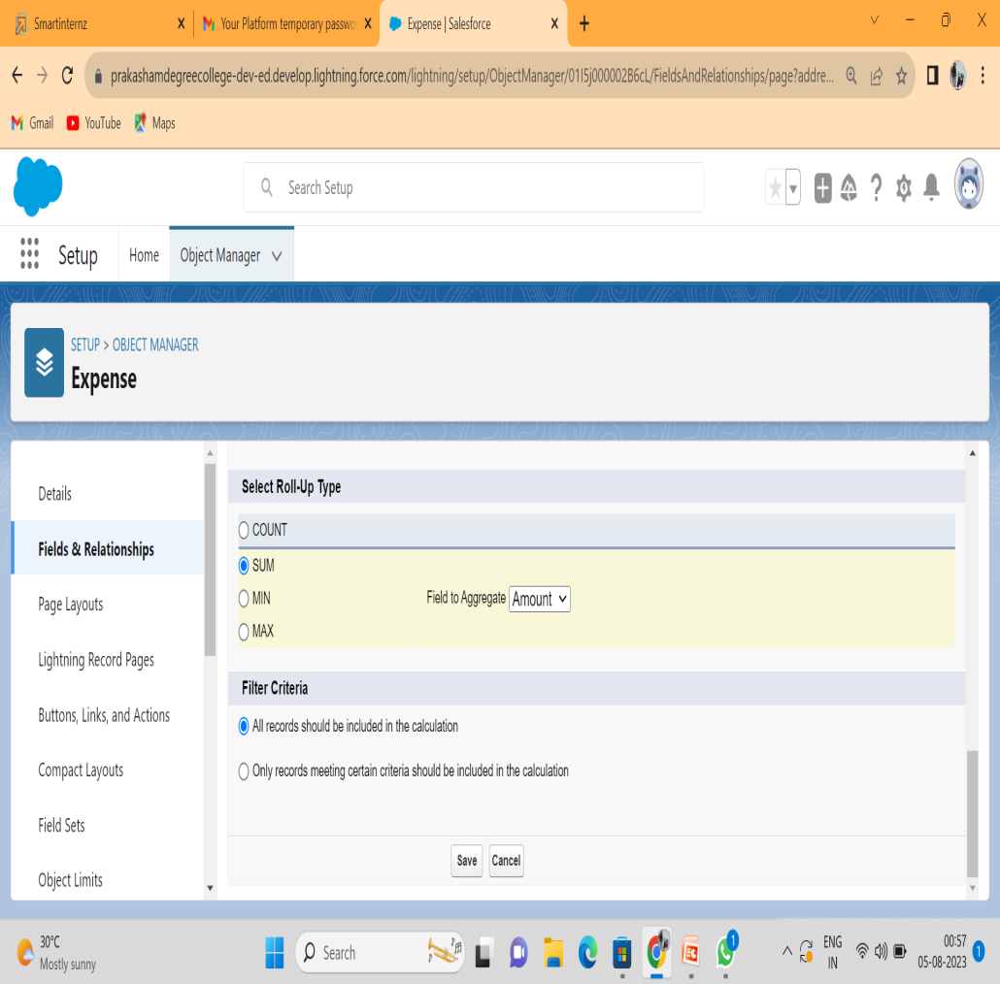 Smartinternz
Your Platform temporary passwo
Expense | Salesforce
prakashamdegreecollege-dev-ed.develop.lightning.force.com/lightning/setup/ObjectManager/01I5j000002B6cL/FieldsAndRelationships/page?addre...
Gmail
YouTube
Maps
Search Setup
Setup
Home
Object Manager
SETUP > OBJECT MANAGER
Expense
Details
Fields & Relationships
Page Layouts
Lightning Record Pages
Buttons, Links, and Actions
Compact Layouts
Field Sets
Object Limits
Select Roll-Up Type
COUNT
SUM
MIN
MAX
Field to Aggregate Amount
Filter Criteria
All records should be included in the calculation
Only records meeting certain criteria should be included in the calculation
Save
Cancel
30°C
Mostly sunny
Search
1
ENG
IN
00:57
05-08-2023
1